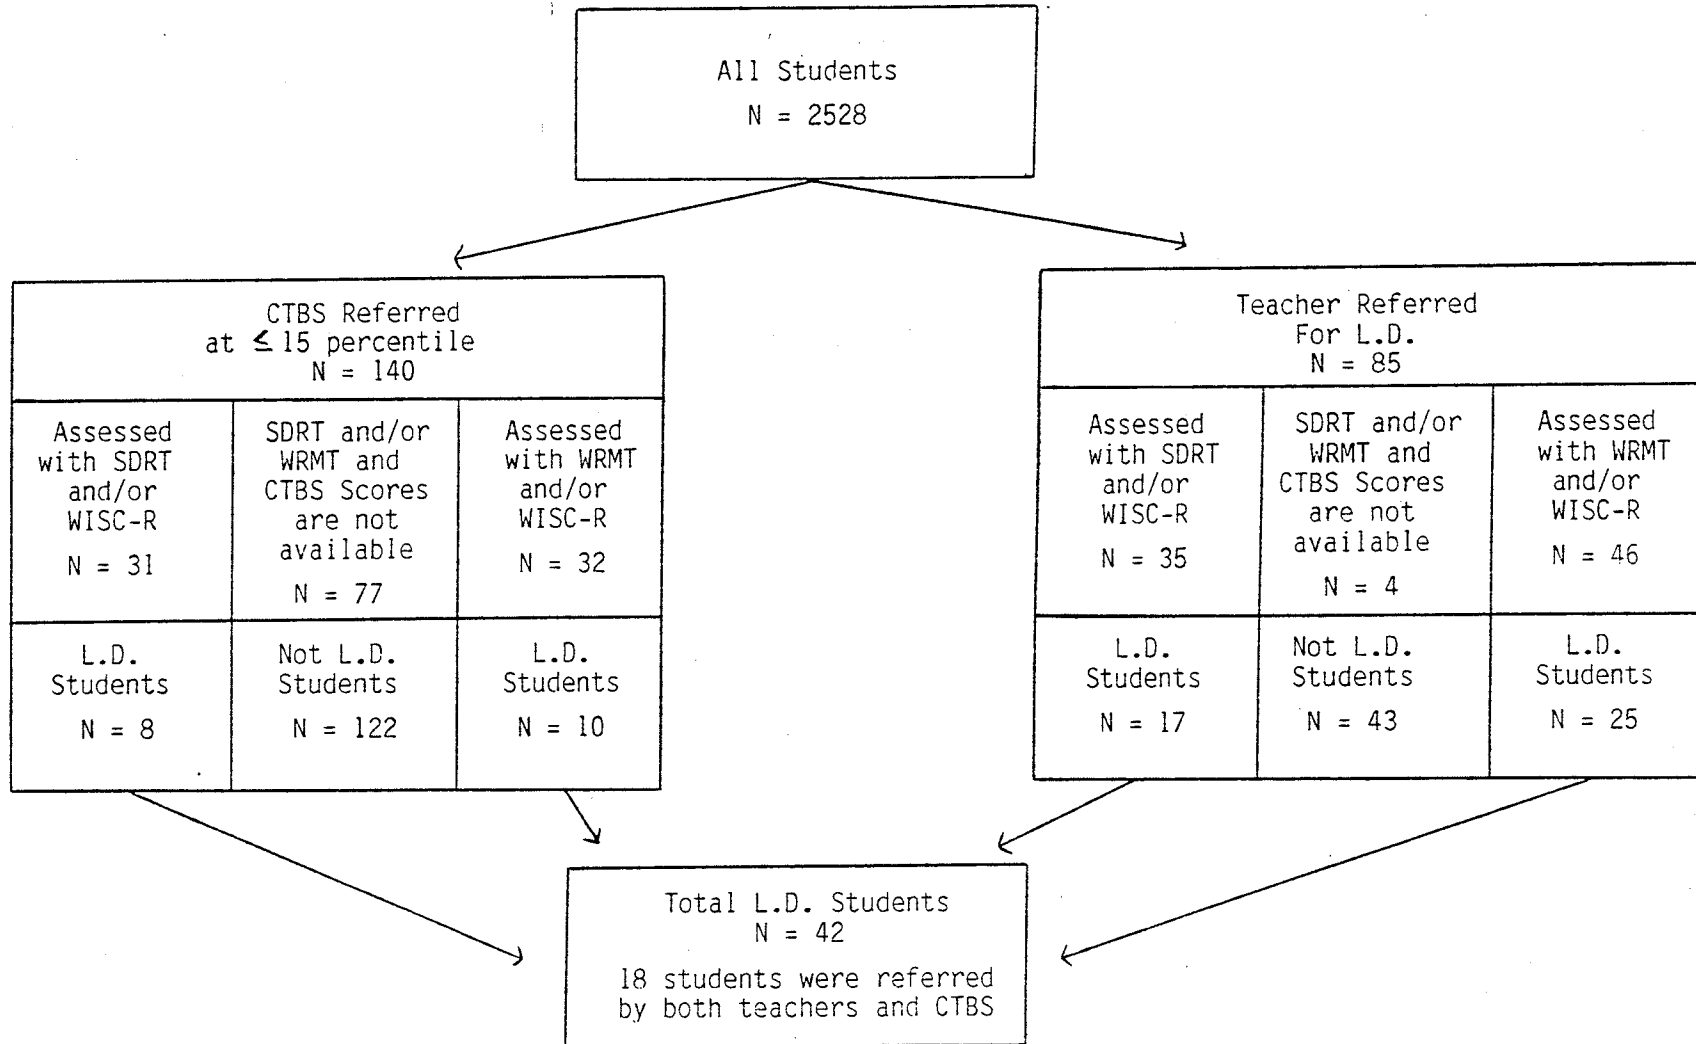 All Students
N = 2528
CTBS Referred
at ≤ 15 percentile
N = 140
Assessed
with SDRT
and/or
WISC-R
N = 31
SDRT and/or
WRMT and
CTBS Scores
are not
available
N = 77
Assessed
with WRMT
and/or
WISC-R
N = 32
L.D.
Students
N = 8
Not L.D.
Students
N = 122
L.D.
Students
N = 10
Teacher Referred
For L.D.
N = 85
Assessed
with SDRT
and/or
WISC-R
N = 35
SDRT and/or
WRMT and
CTBS Scores
are not
available
N = 4
Assessed
with WRMT
and/or
WISC-R
N = 46
L.D.
Students
N = 17
Not L.D.
Students
N = 43
L.D.
Students
N = 25
Total L.D. Students
N = 42
18 students were referred
by both teachers and CTBS